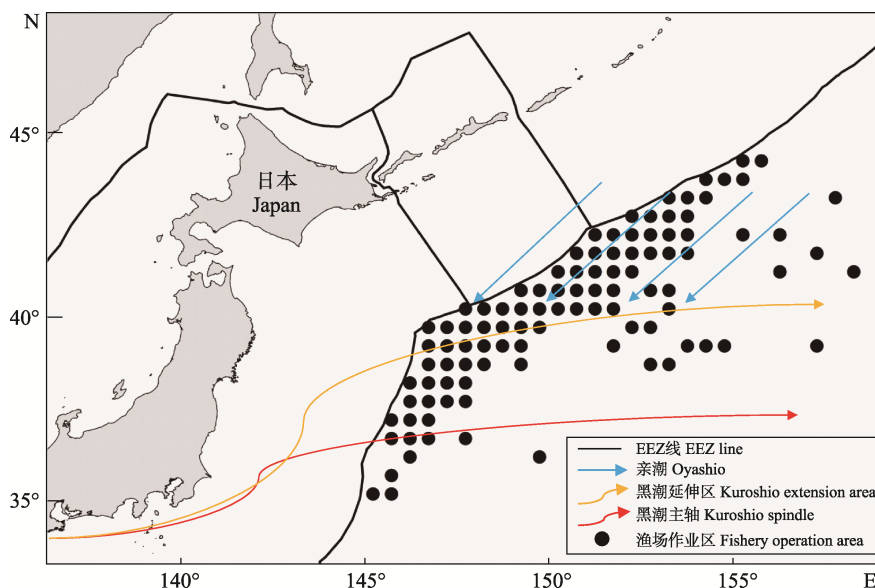 N
45°
日本
Japan
40°
35°
EEZ线 EEZ line
亲潮 Oyashio
黑潮延伸区 Kuroshio extension area
黑潮主轴 Kuroshio spindle
渔场作业区 Fishery operation area
140° 145° 150° 155° E